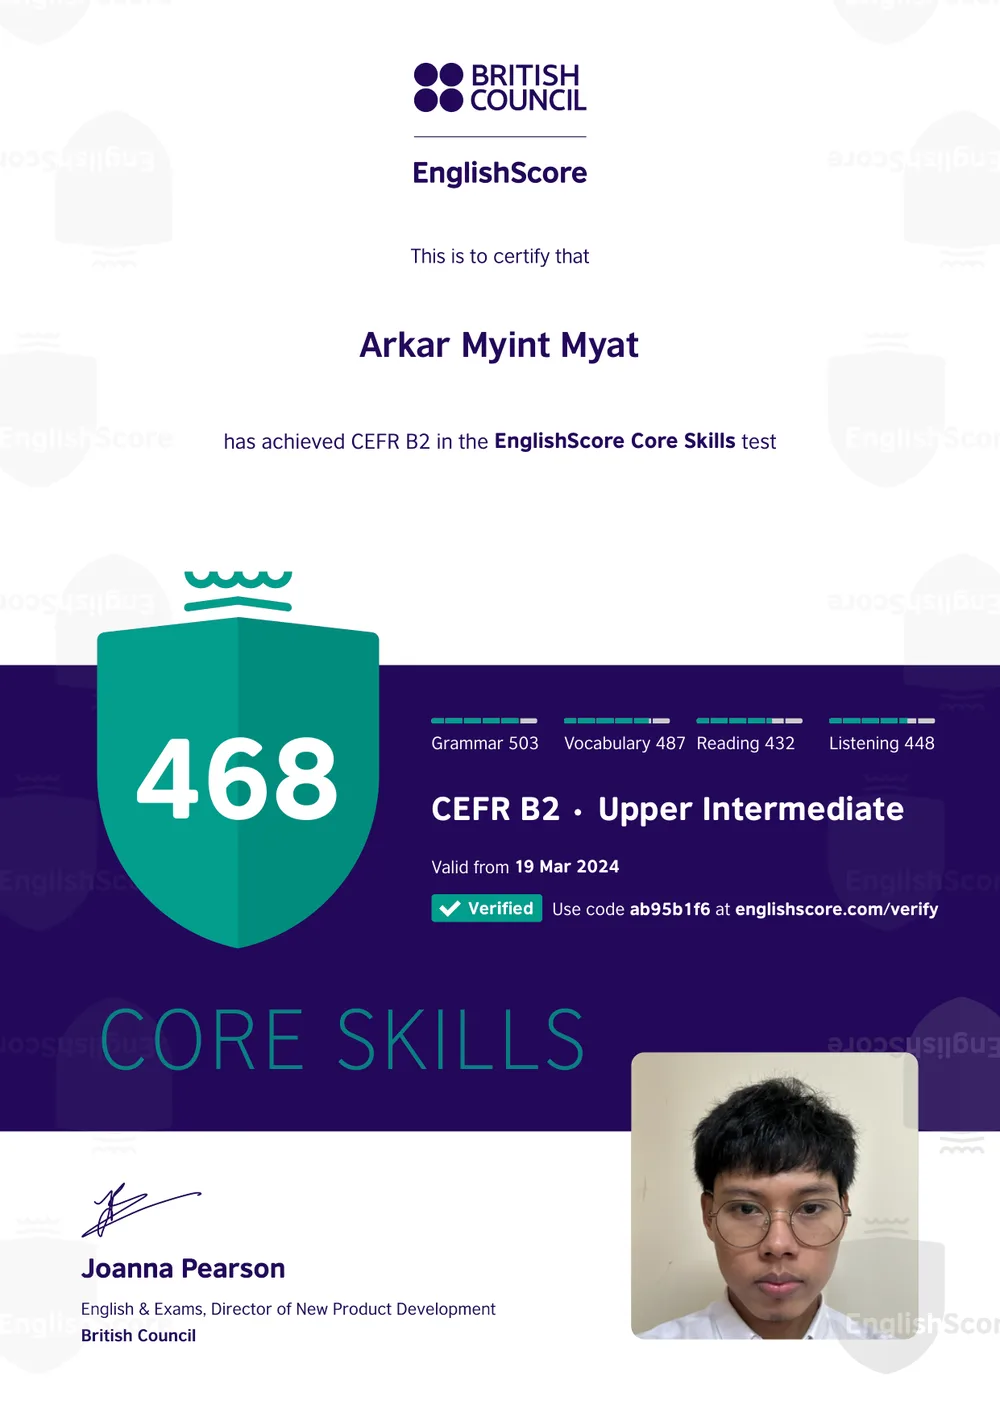 BRITISH
COUNCIL
EnglishScore
This is to certify that
Arkar Myint Myat
has achieved CEFR B2 in the EnglishScore Core Skills test
468
Grammar 503 Vocabulary 487 Reading 432 Listening 448
CEFR B2 • Upper Intermediate
Valid from 19 Mar 2024
Verified Use code ab95b1f6 at englishscore.com/verify
CORE SKILLS
Joanna Pearson
English & Exams, Director of New Product Development
British Council